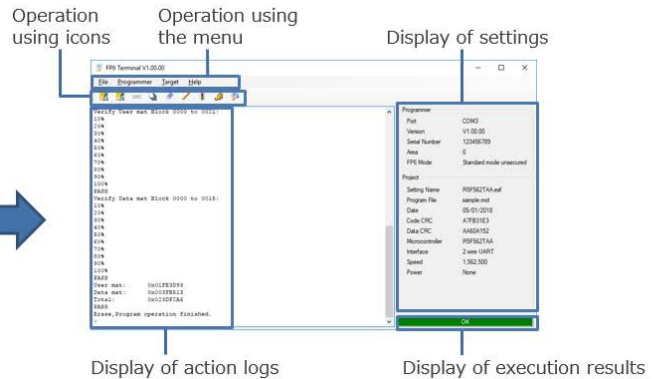 Operation
using icons
Operation using
the menu
Display of settings
FP6 Terminal V1.00.00
File Programmer Target Help
Verify User mat Block 0000 to 0021:
10%
20%
30%
40%
50%
60%
70%
80%
90%
100%
PASS
Verify Data mat Block 0000 to 0015:
10%
20%
30%
40%
50%
60%
70%
80%
90%
100%
PASS
User mat:
Data mat:
Total:
PASS
Erase,Program operation finished.
Programmer
Port COM3
Version V1.00.00
Serial Number 123456789
Area 0
FP6 Mode Standard mode unsecured
Project
Setting Name R5F562TAA.esf
Program File sample.mot
Date 05/01/2018
Code CRC A7FB31E3
Data CRC AA60A152
Microcontroller R5F562TAA
Interface 2 wire UART
Speed 1,562,500
Power None
OK
Display of action logs
Display of execution results